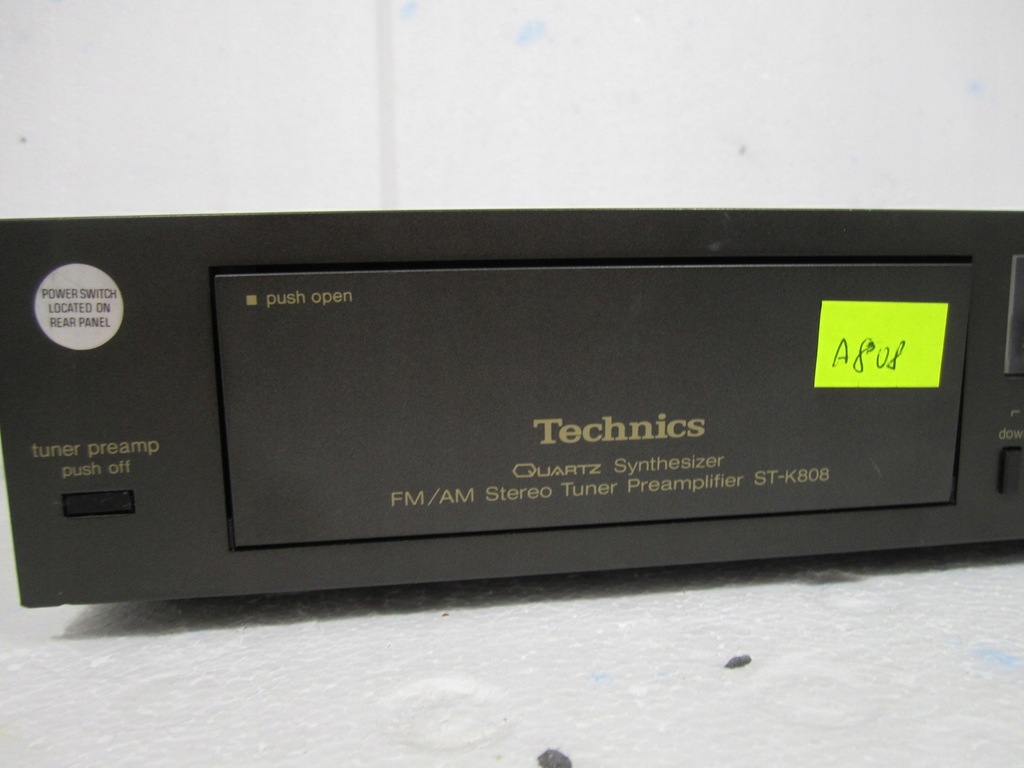 POWER SWITCH
LOCATED ON
REAR PANEL
push open
A808
Technics
QUARTZ Synthesizer
FM/AM Stereo Tuner Preamplifier ST-K808
tuner preamp
push off